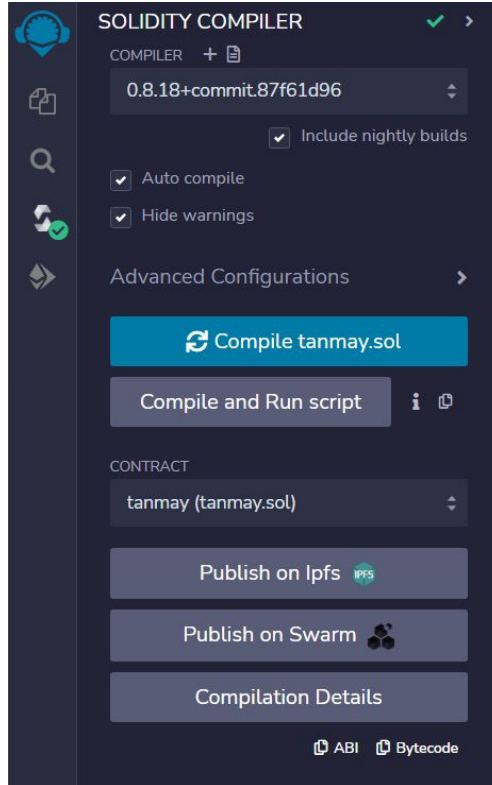 SOLIDITY COMPILER
COMPILER
0.8.18+commit.87f61d96
Include nightly builds
Auto compile
Hide warnings
Advanced Configurations
Compile tanmay.sol
Compile and Run script
CONTRACT
tanmay (tanmay.sol)
Publish on Ipfs IPFS
Publish on Swarm
Compilation Details
ABI Bytecode